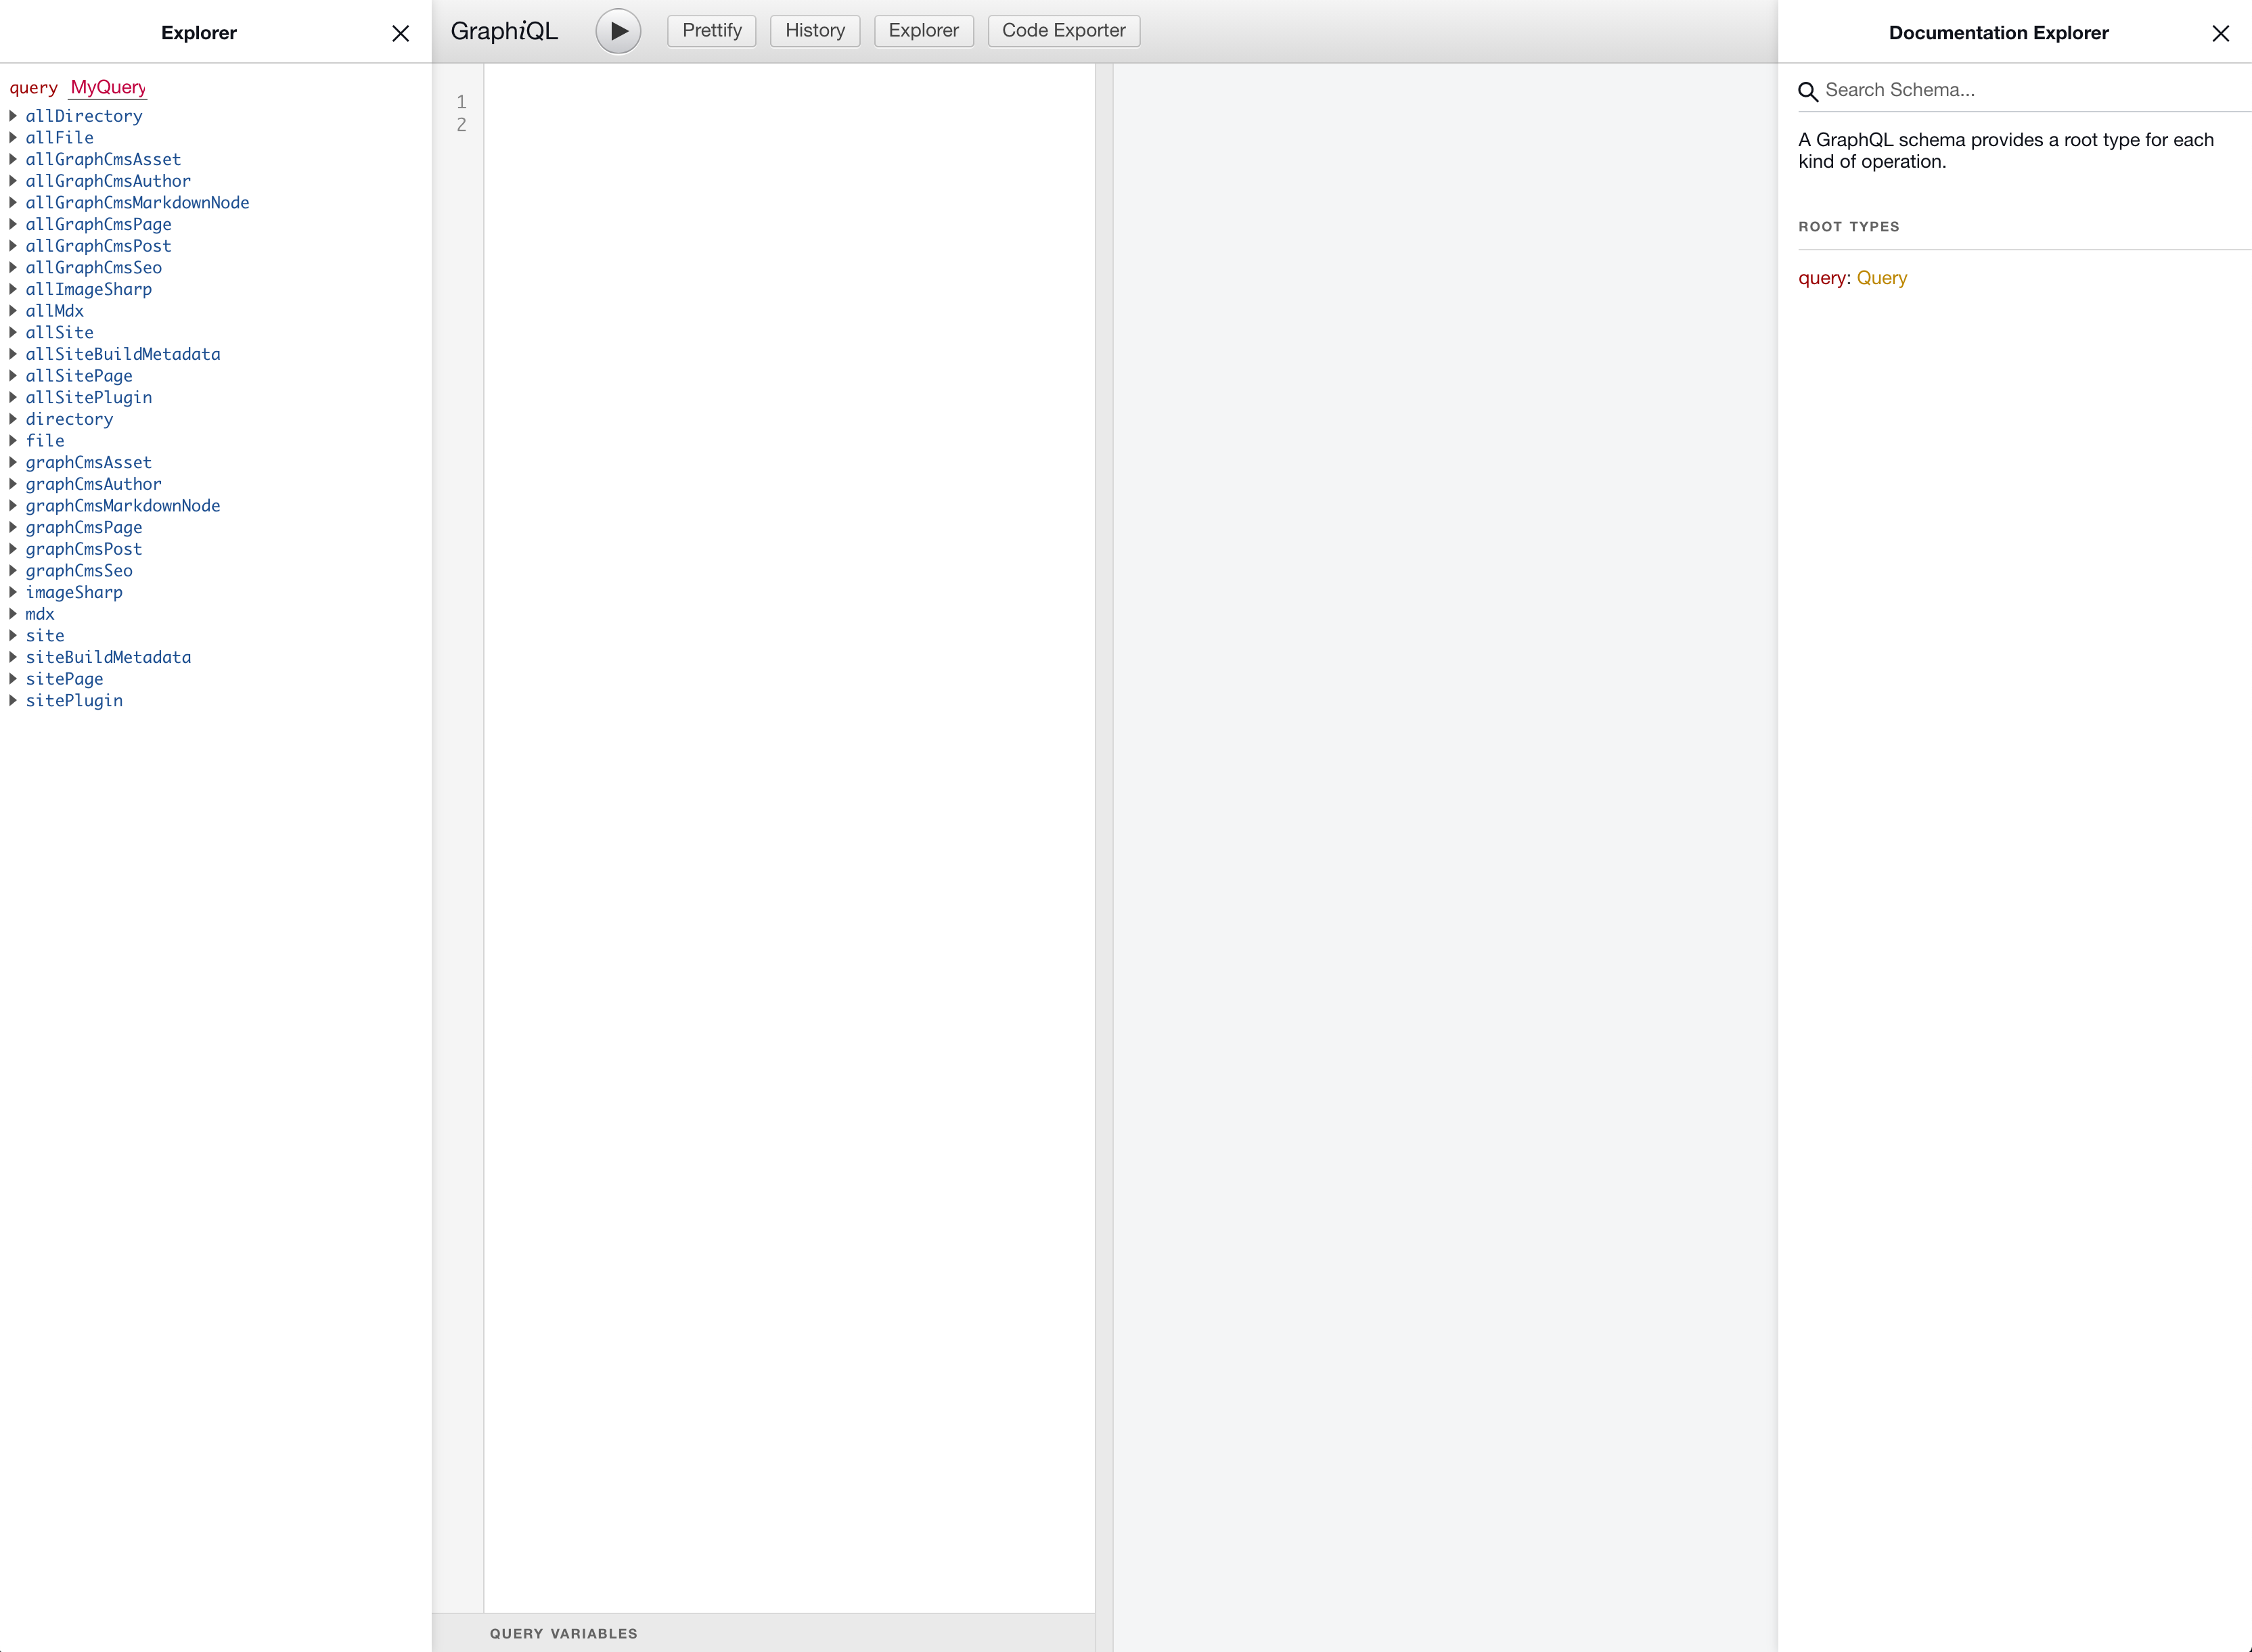 Explorer
query MyQuery
allDirectory
allFile
allGraphCmsAsset
allGraphCmsAuthor
allGraphCmsMarkdownNode
allGraphCmsPage
allGraphCmsPost
allGraphCmsSeo
allImageSharp
allMdx
allSite
allSiteBuildMetadata
allSitePage
allSitePlugin
directory
file
graphCmsAsset
graphCmsAuthor
graphCmsMarkdownNode
graphCmsPage
graphCmsPost
graphCmsSeo
imageSharp
mdx
site
siteBuildMetadata
sitePage
sitePlugin
GraphiQL Prettify History Explorer Code Exporter
1
2
QUERY VARIABLES
Documentation Explorer
Search Schema...
A GraphQL schema provides a root type for each
kind of operation.
ROOT TYPES
query: Query